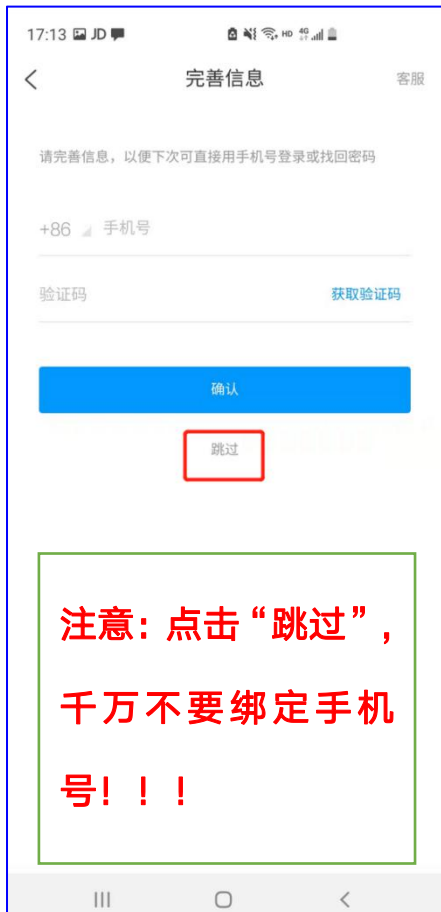 17:13 JD HD 4G
完善信息 客服
请完善信息，以便下次可直接用手机号登录或找回密码
+86 手机号
验证码 获取验证码
确认
跳过
注意：点击“跳过”，
千万不要绑定手机
号！！！